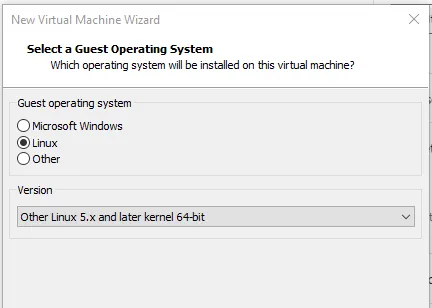 New Virtual Machine Wizard
Select a Guest Operating System
Which operating system will be installed on this virtual machine?
Guest operating system
Microsoft Windows
Linux
Other
Version
Other Linux 5.x and later kernel 64-bit